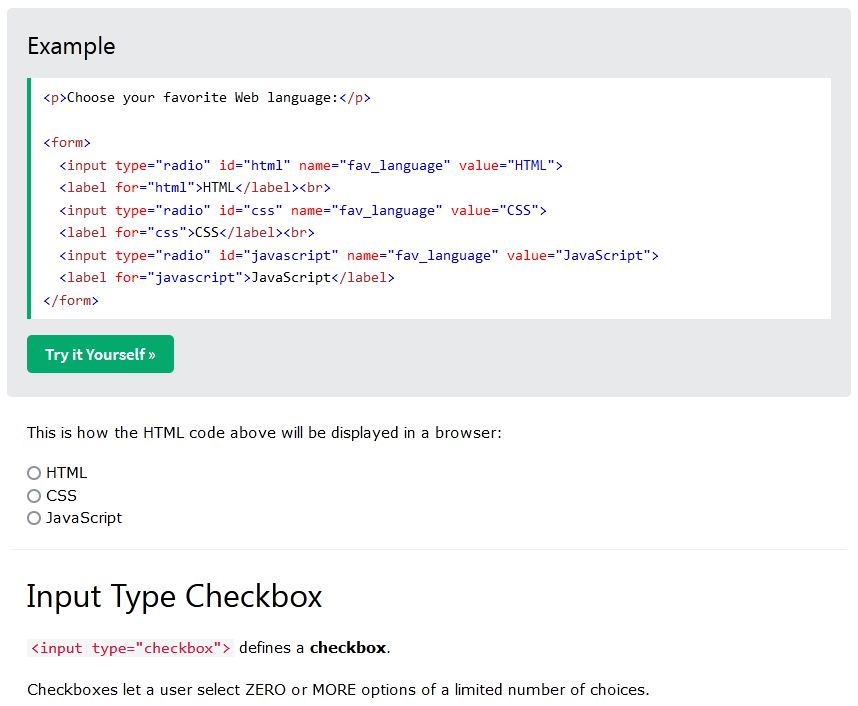 Example
<p>Choose your favorite Web language:</p>
<form>
<input type="radio" id="html" name="fav_language" value="HTML">
<label for="html">HTML</label><br>
<input type="radio" id="css" name="fav_language" value="CSS">
<label for="css">CSS</label><br>
<input type="radio" id="javascript" name="fav_language" value="JavaScript">
<label for="javascript">JavaScript</label>
</form>
Try it Yourself »
This is how the HTML code above will be displayed in a browser:
HTML
CSS
JavaScript
Input Type Checkbox
<input type="checkbox"> defines a checkbox.
Checkboxes let a user select ZERO or MORE options of a limited number of choices.